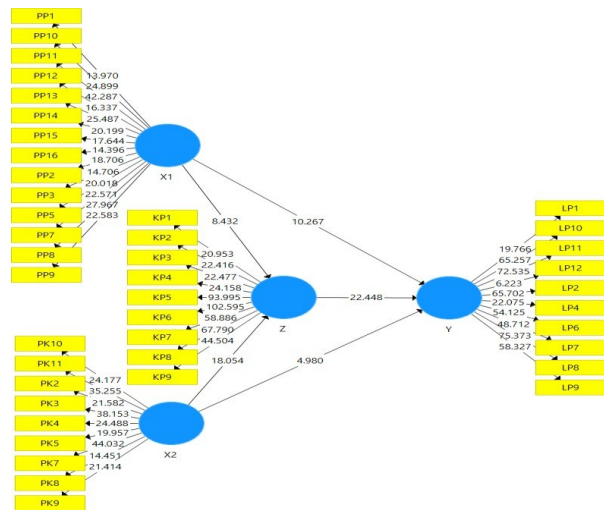 PP1
PP10
PP11
PP12
PP13
PP14
PP15
PP16
PP2
PP3
PP5
PP7
PP8
PP9
13.970
24.899
42.287
16.337
25.487
20.199
17.644
14.396
18.706
14.706
20.018
22.571
27.967
22.583
X1
8.432
10.267
KP1
KP2
KP3
KP4
KP5
KP6
KP7
KP8
KP9
20.953
22.416
22.477
24.158
93.995
102.595
58.886
67.790
44.504
Z
22.448
18.054
4.980
LP1
LP10
LP11
LP12
LP2
LP4
LP6
LP7
LP8
LP9
19.766
65.257
72.535
6.223
65.702
22.075
54.125
48.712
75.373
58.327
Y
PK10
PK11
PK2
PK3
PK4
PK5
PK7
PK8
PK9
24.177
35.255
21.582
38.153
24.488
19.957
44.032
14.451
21.414
X2